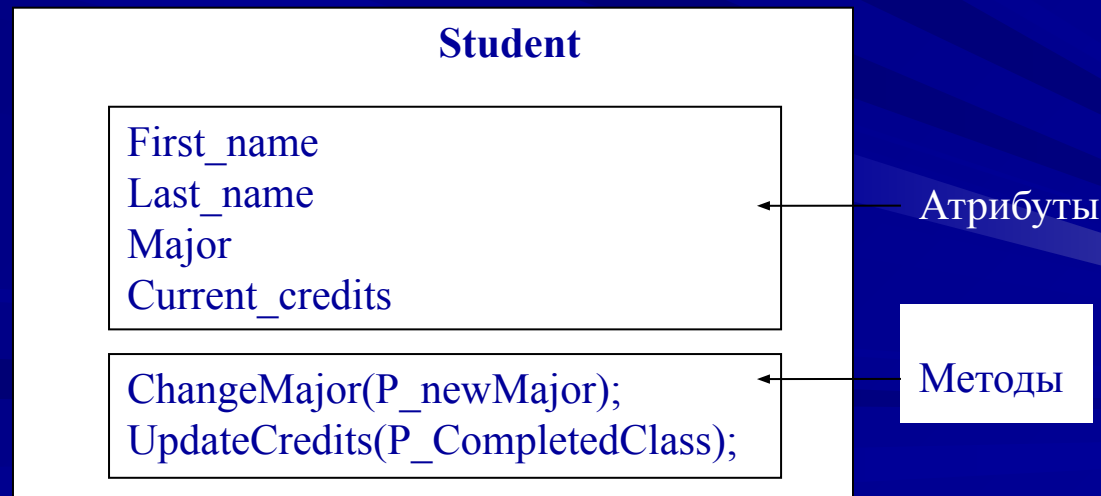 Student
First_name
Last_name
Major
Current_credits
Атрибуты
ChangeMajor(P_newMajor);
UpdateCredits(P_CompletedClass);
Методы